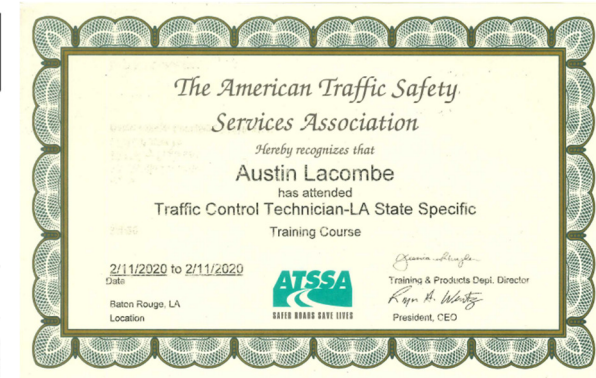 The American Traffic Safety
Services Association
Hereby recognizes that
Austin Lacombe
has attended
Traffic Control Technician-LA State Specific
Training Course
2/11/2020 to 2/11/2020
Date
Baton Rouge, LA
Location
ATSSA
SAFER ROADS SAVE LIVES
Training & Products Dept. Director
President, CEO